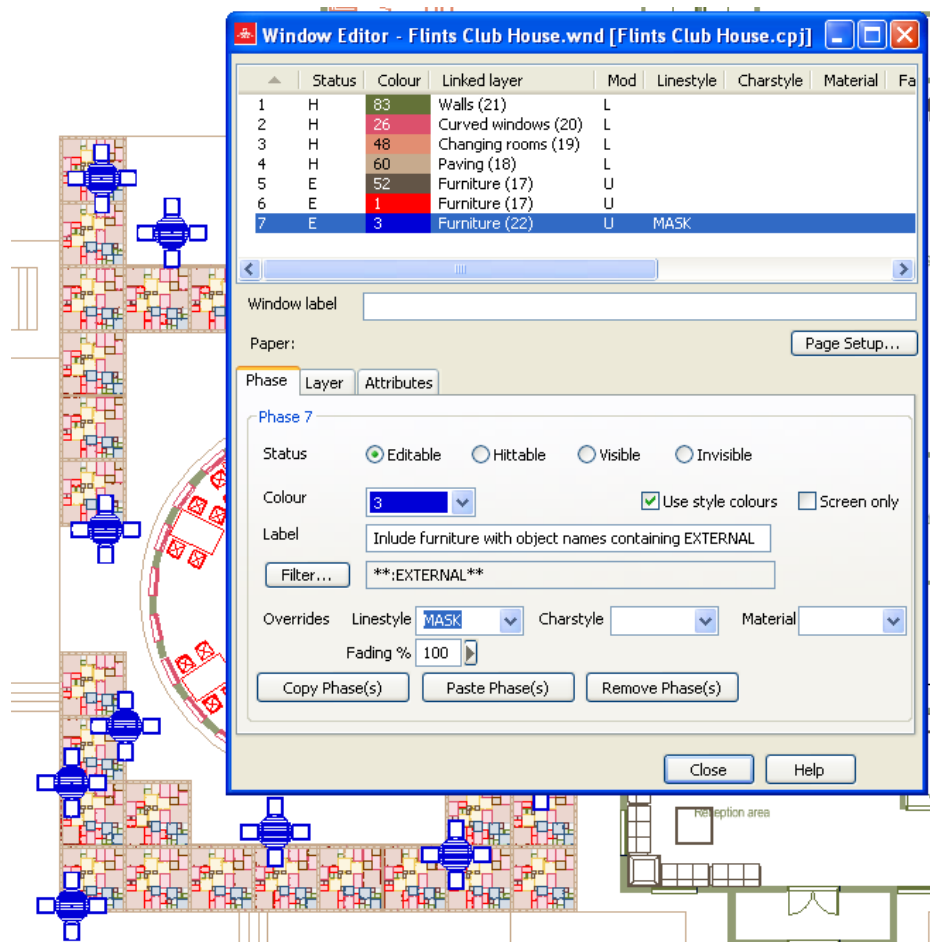 Window Editor - Flints Club House.wnd [Flints Club House.cpj]
Status Colour Linked layer Mod Linestyle Charstyle Material Fa
1 H 83 Walls (21) L
2 H 26 Curved windows (20) L
3 H 48 Changing rooms (19) L
4 H 60 Paving (18) L
5 E 52 Furniture (17) U
6 E 1 Furniture (17) U
7 E 3 Furniture (22) U MASK
Window label
Paper: Page Setup...
Phase Layer Attributes
Phase 7
Status Editable Hittable Visible Invisible
Colour 3 Use style colours Screen only
Label Inlude furniture with object names containing EXTERNAL
Filter... **:EXTERNAL**
Overrides Linestyle MASK Charstyle Material
Fading % 100
Copy Phase(s) Paste Phase(s) Remove Phase(s)
Close Help
Reception area